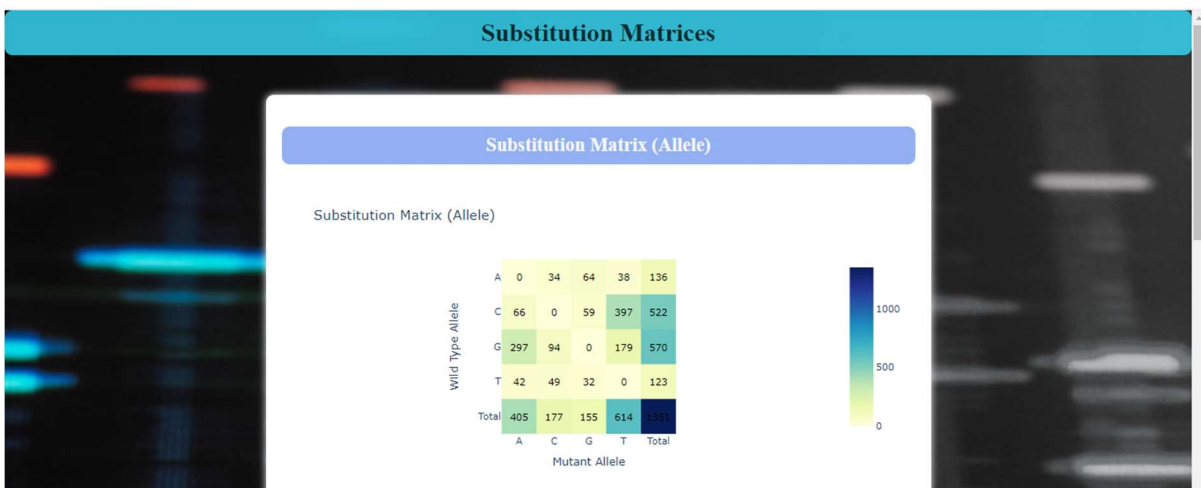 Substitution Matrices
Substitution Matrix (Allele)
Substitution Matrix (Allele)
Wild Type Allele
A 0 34 64 38 136
C 66 0 59 397 522
G 297 94 0 179 570
T 42 49 32 0 123
Total 405 177 155 614 1351
A C G T Total
Mutant Allele
1000
500
0